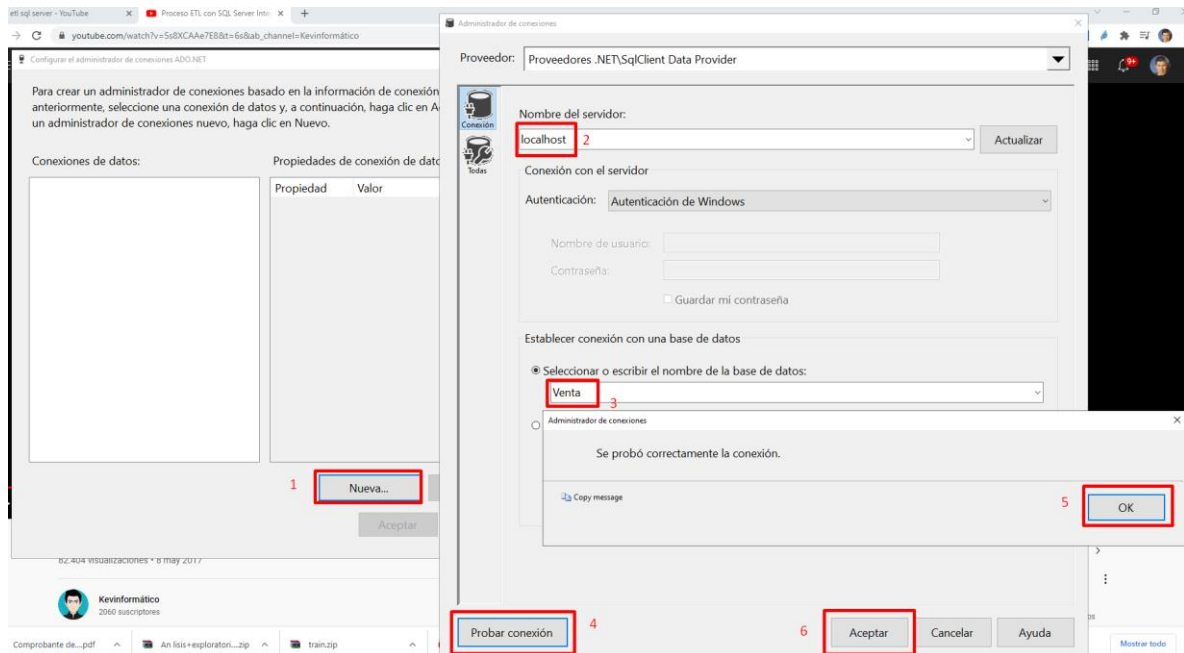 etl sql server - YouTube
Proceso ETL con SQL Server Inte
youtube.com/watch?v=5s8XCAAe7E8&t=6s&ab_channel=Kevinformático
9+
Configurar el administrador de conexiones ADO.NET
Para crear un administrador de conexiones basado en la información de conexión
anteriormente, seleccione una conexión de datos y, a continuación, haga clic en A
un administrador de conexiones nuevo, haga clic en Nuevo.
Conexiones de datos:
Propiedades de conexión de datc
Propiedad Valor
1
Nueva...
Aceptar
82.404 visualizaciones • 8 may 2017
Kevinformático
2060 suscriptores
Comprobante de....pdf
An lisis+exploratori....zip
train.zip
Mostrar todo
Administrador de conexiones
Proveedor: Proveedores .NET\SqlClient Data Provider
Conexión
Todas
Nombre del servidor:
localhost 2
Actualizar
Conexión con el servidor
Autenticación: Autenticación de Windows
Nombre de usuario:
Contraseña:
Guardar mi contraseña
Establecer conexión con una base de datos
Seleccionar o escribir el nombre de la base de datos:
Venta
3
Administrador de conexiones
Se probó correctamente la conexión.
Copy message
5
OK
Probar conexión
4
6
Aceptar
Cancelar
Ayuda